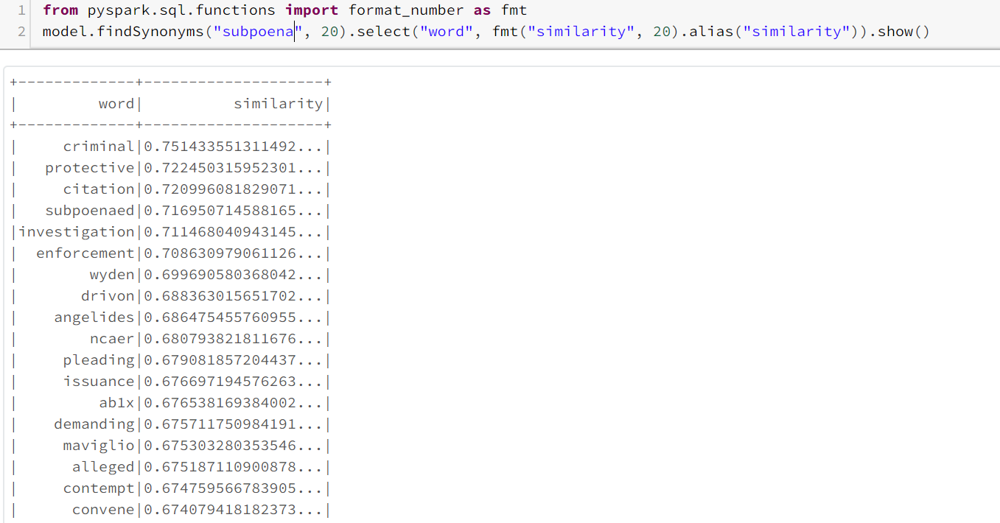 1 from pyspark.sql.functions import format_number as fmt
2 model.findSynonyms("subpoena", 20).select("word", fmt("similarity", 20).alias("similarity")).show()
+-------------+--------------------+
|         word|          similarity|
+-------------+--------------------+
|     criminal|0.751433551311492...|
|   protective|0.722450315952301...|
|     citation|0.720996081829071...|
|   subpoenaed|0.716950714588165...|
|investigation|0.711468040943145...|
|  enforcement|0.708630979061126...|
|        wyden|0.699690580368042...|
|       drivon|0.688363015651702...|
|    angelides|0.686475455760955...|
|        ncaer|0.680793821811676...|
|     pleading|0.679081857204437...|
|     issuance|0.676697194576263...|
|         ab1x|0.676538169384002...|
|    demanding|0.675711750984191...|
|     maviglio|0.675303280353546...|
|      alleged|0.675187110900878...|
|     contempt|0.674759566783905...|
|      convene|0.674079418182373...|